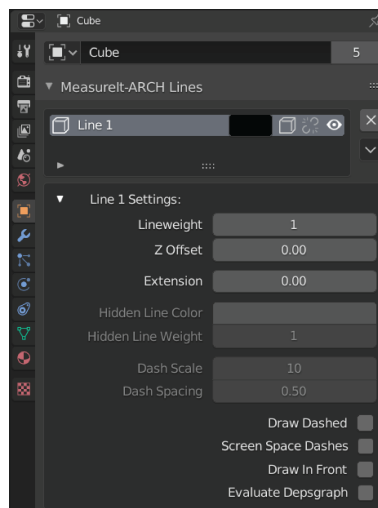 Cube
Cube 5
MeasureIt-ARCH Lines
Line 1
Line 1 Settings:
Lineweight 1
Z Offset 0.00
Extension 0.00
Hidden Line Color
Hidden Line Weight 1
Dash Scale 10
Dash Spacing 0.50
Draw Dashed
Screen Space Dashes
Draw In Front
Evaluate Depsgraph